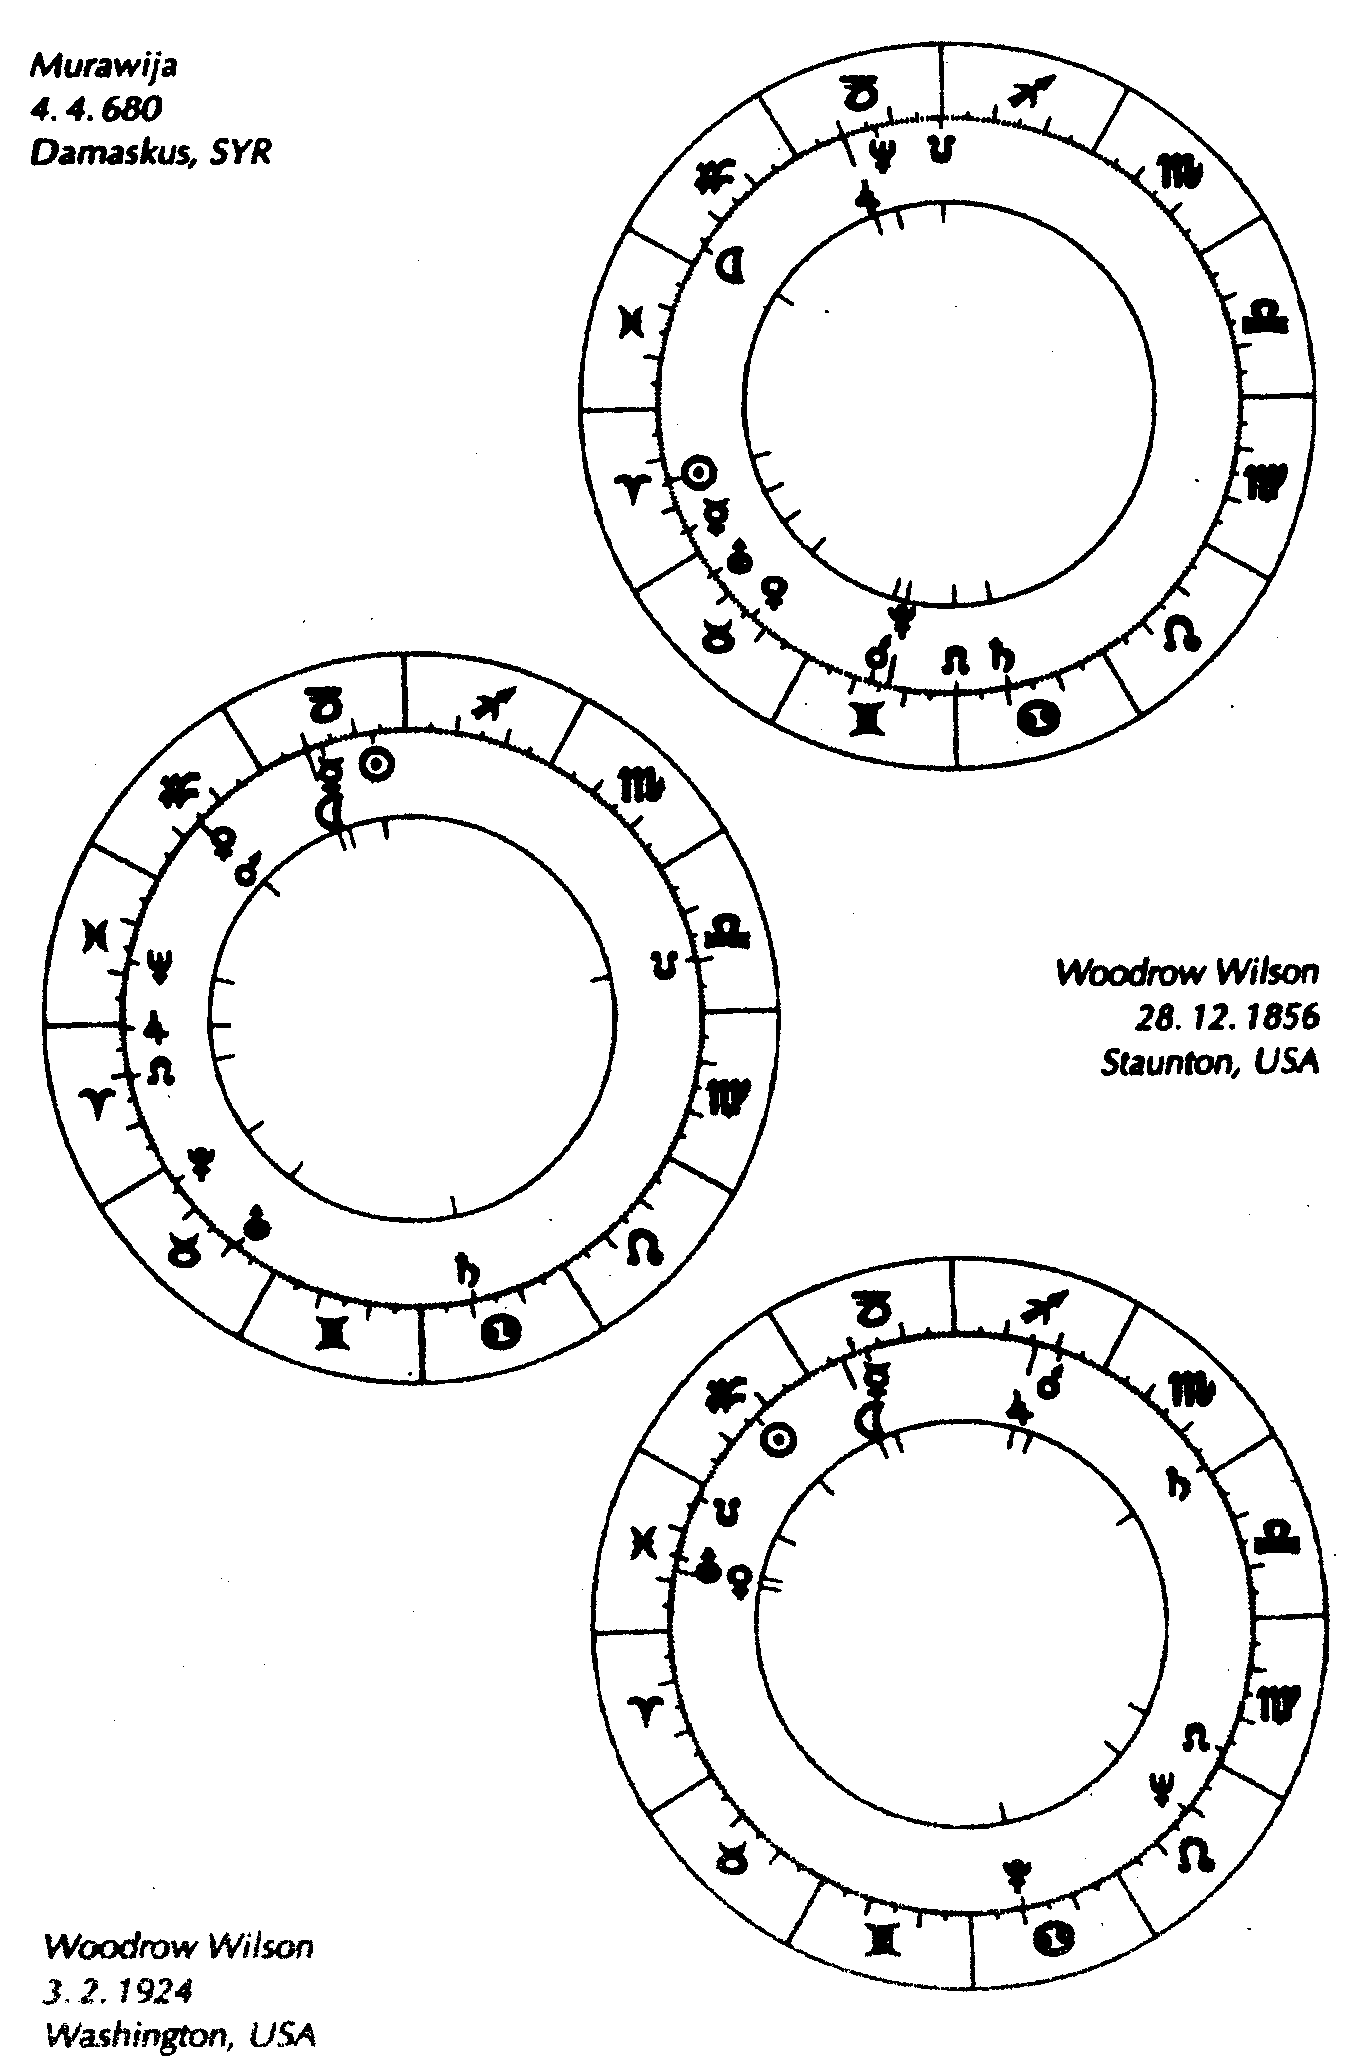 Murawija
4. 4. 680
Damaskus, SYR
Woodrow Wilson
28. 12. 1856
Staunton, USA
Woodrow Wilson
3. 2. 1924
Washington, USA